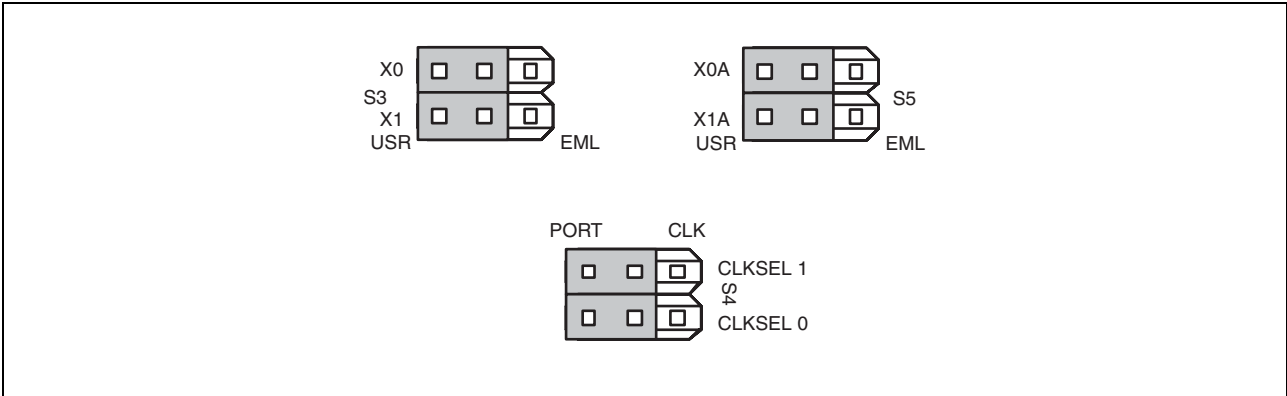 X0
S3
X1
USR
EML
X0A
S5
X1A
USR
EML
PORT CLK
CLKSEL 1
S4
CLKSEL 0